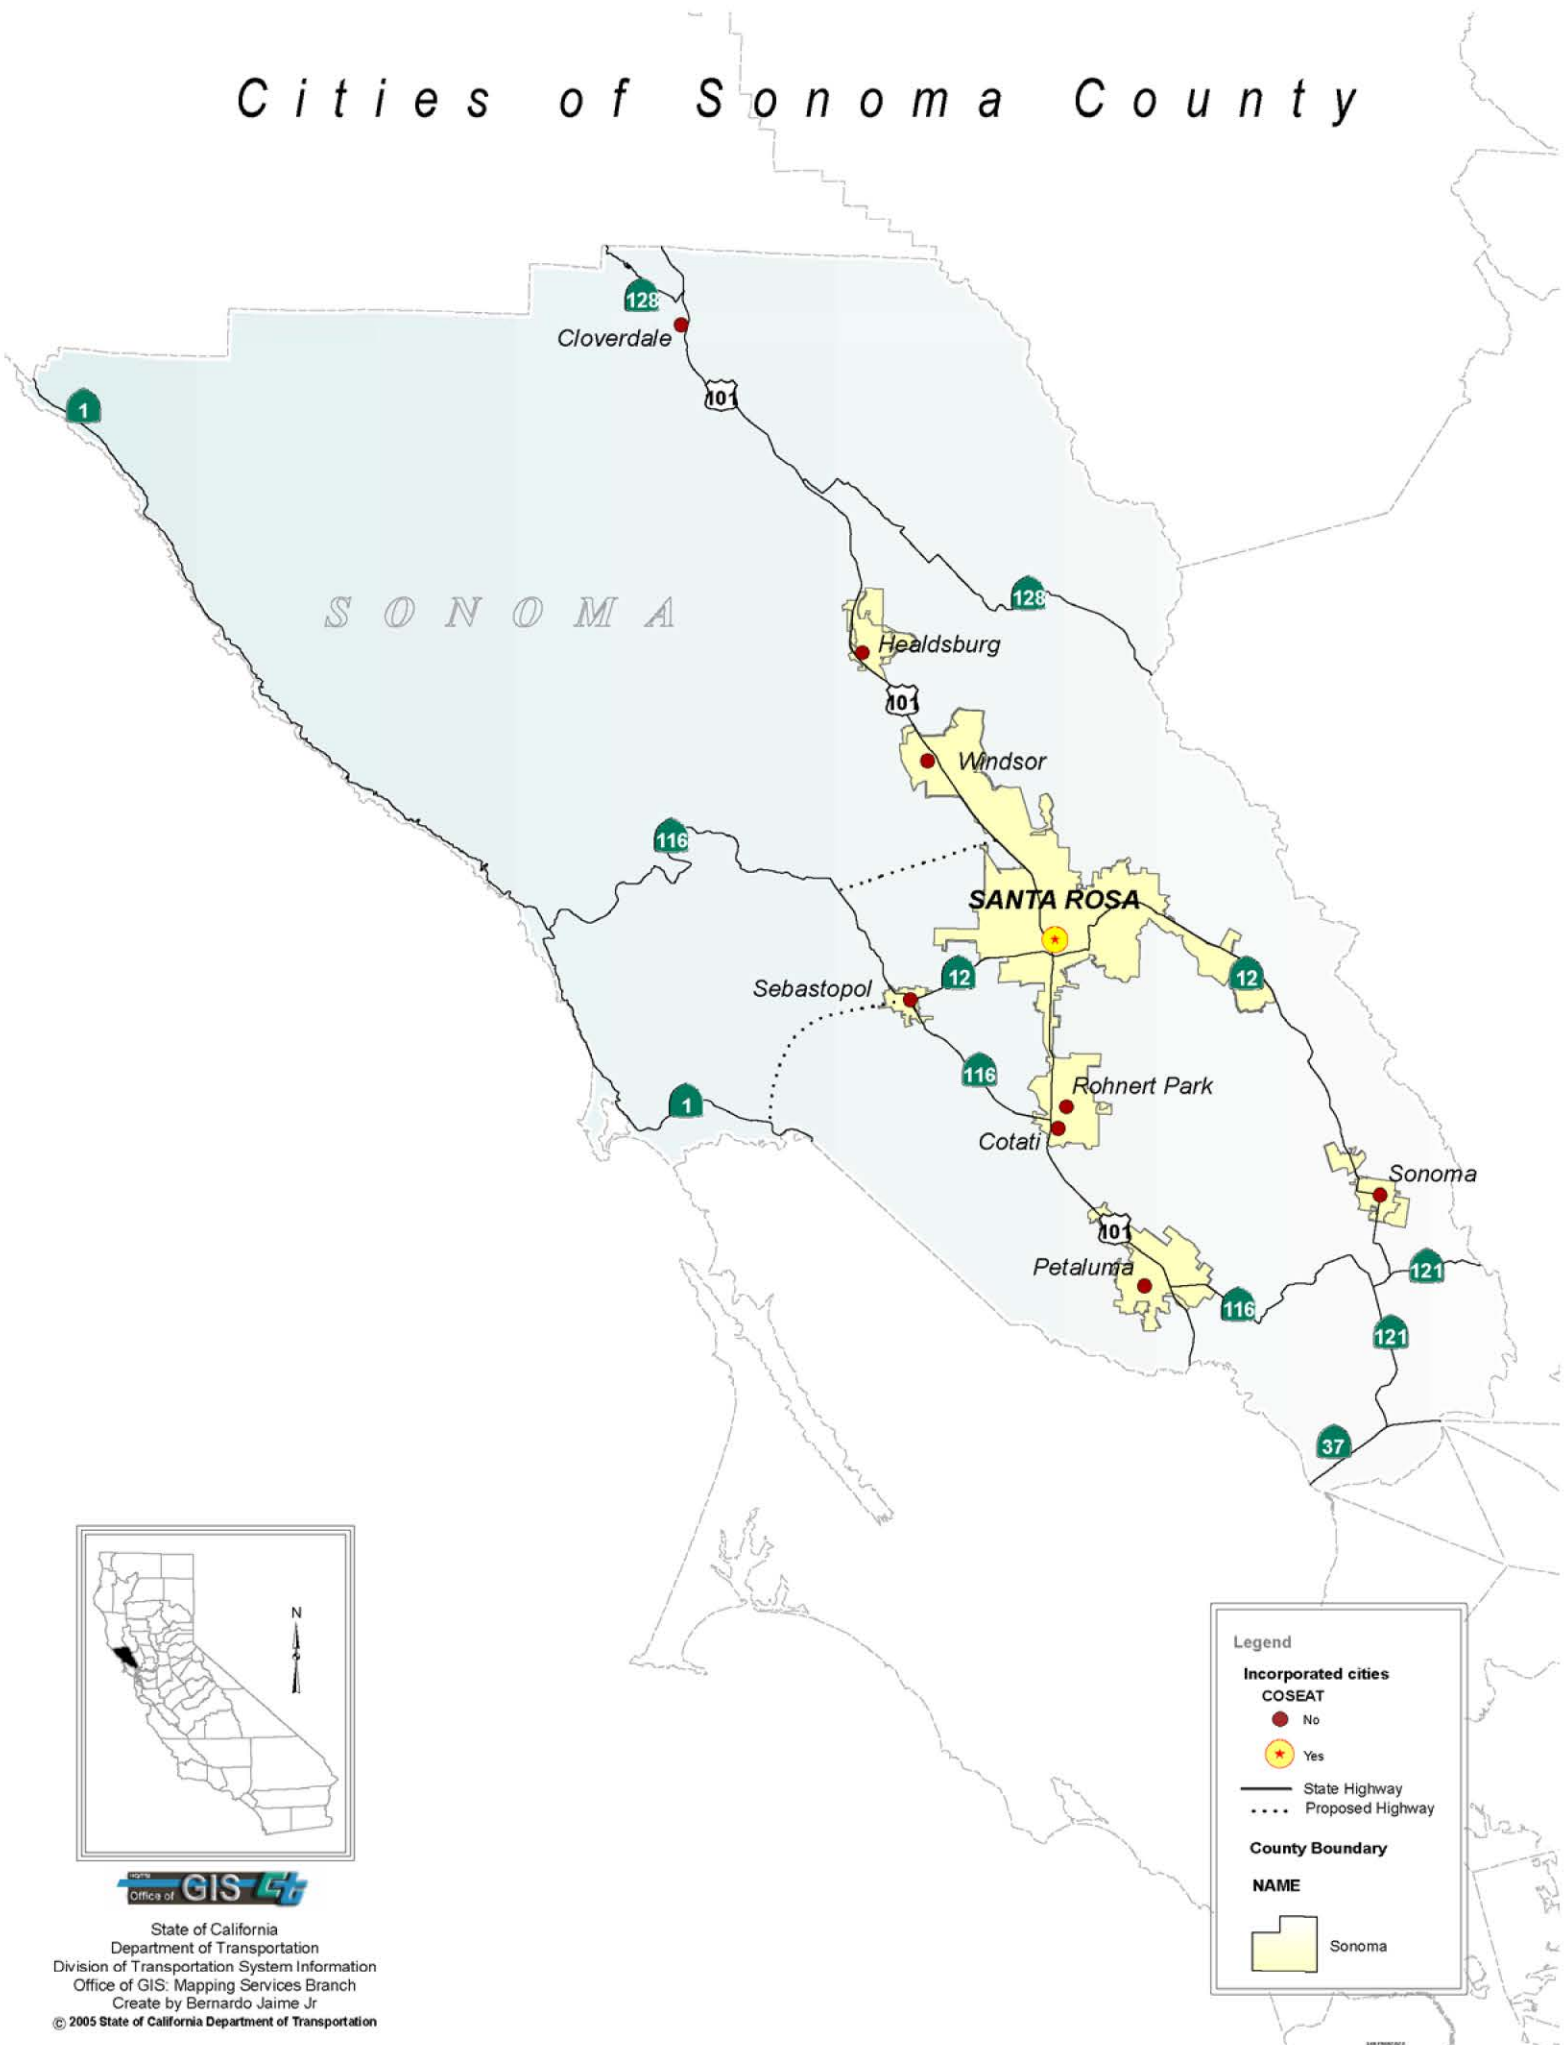 Cities of Sonoma County
128
Cloverdale
101
1
128
SONOMA
Healdsburg
101
Windsor
116
SANTA ROSA
12
12
Sebastopol
116
Rohnert Park
1
Cotati
Sonoma
101
Petaluma
121
116
121
37
N
Legend
Incorporated cities
COSEAT
No
Yes
State Highway
Proposed Highway
County Boundary
NAME
Sonoma
Office of GIS Ct
State of California
Department of Transportation
Division of Transportation System Information
Office of GIS: Mapping Services Branch
Create by Bernardo Jaime Jr
© 2005 State of California Department of Transportation